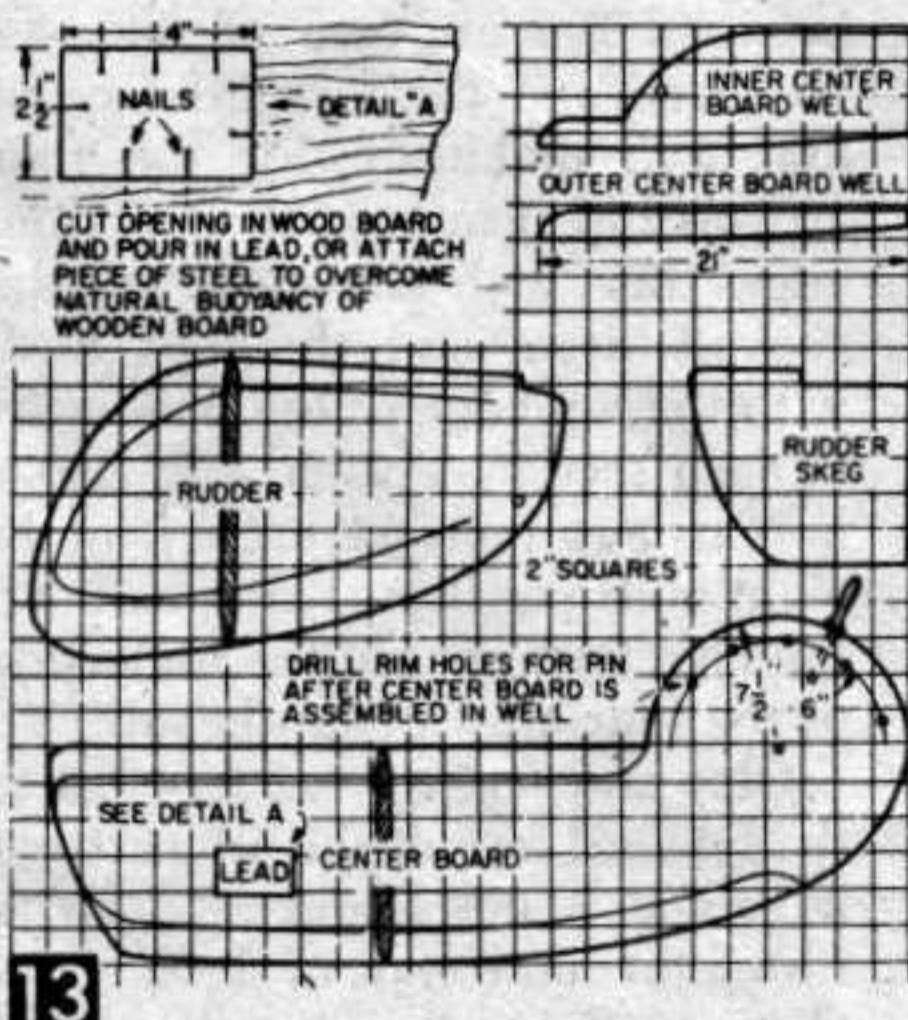 4"
2 1/2"
NAILS
DETAIL "A
CUT OPENING IN WOOD BOARD
AND POUR IN LEAD, OR ATTACH
PIECE OF STEEL TO OVERCOME
NATURAL BUOYANCY OF
WOODEN BOARD
INNER CENTER
BOARD WELL
OUTER CENTER BOARD WELL
21"
RUDDER
RUDDER
SKEG
2" SQUARES
DRILL RIM HOLES FOR PIN
AFTER CENTER BOARD IS
ASSEMBLED IN WELL
7 1/2"
6"
SEE DETAIL A
LEAD
CENTER BOARD
13